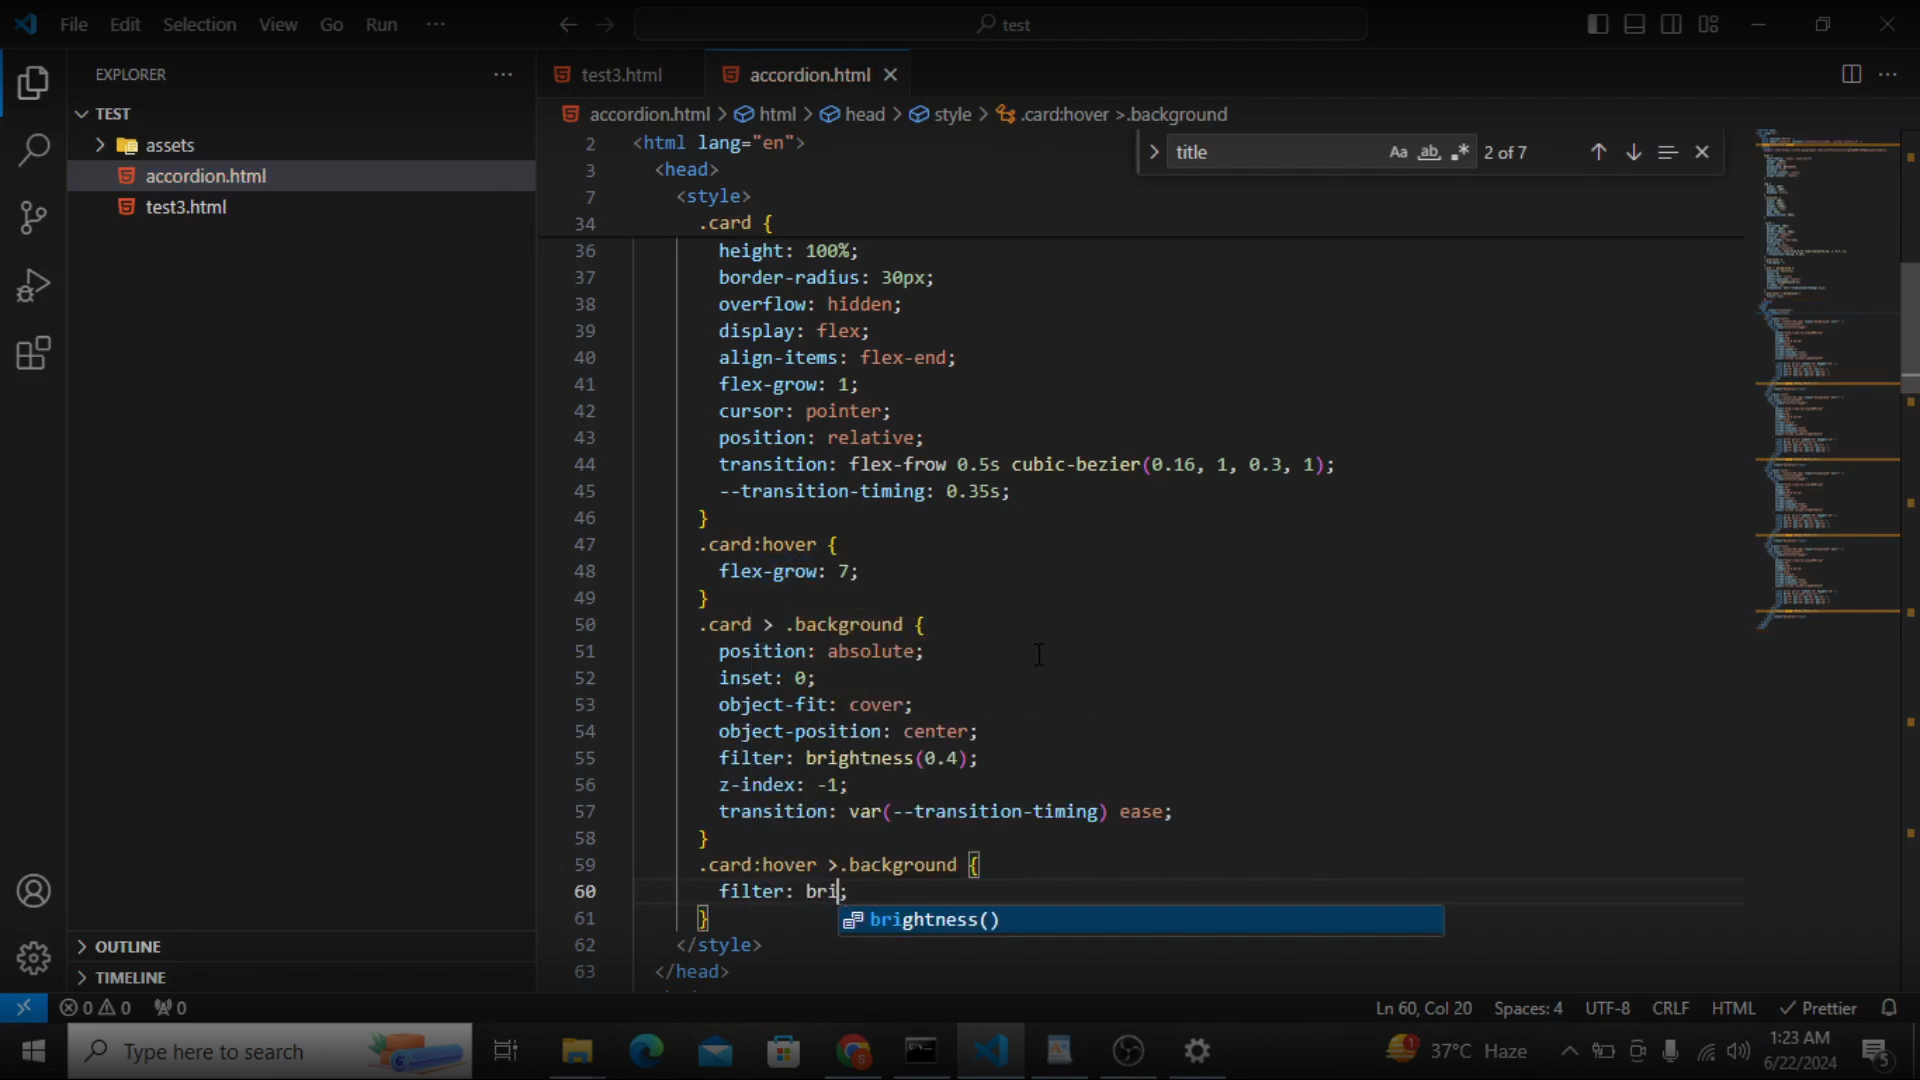 File Edit Selection View Go Run ···
test
EXPLORER
TEST
assets
accordion.html
test3.html
OUTLINE
TIMELINE
test3.html
accordion.html
accordion.html > html > head > style > .card:hover >.background
title
Aa ab .* 2 of 7
2 <html lang="en">
3 <head>
7 <style>
34 .card {
36 height: 100%;
37 border-radius: 30px;
38 overflow: hidden;
39 display: flex;
40 align-items: flex-end;
41 flex-grow: 1;
42 cursor: pointer;
43 position: relative;
44 transition: flex-frow 0.5s cubic-bezier(0.16, 1, 0.3, 1);
45 --transition-timing: 0.35s;
46 }
47 .card:hover {
48 flex-grow: 7;
49 }
50 .card > .background {
51 position: absolute;
52 inset: 0;
53 object-fit: cover;
54 object-position: center;
55 filter: brightness(0.4);
56 z-index: -1;
57 transition: var(--transition-timing) ease;
58 }
59 .card:hover >.background {
60 filter: bri;
61 }
brightness()
62 </style>
63 </head>
0 0 0
Ln 60, Col 20 Spaces: 4 UTF-8 CRLF HTML Prettier
Type here to search
37°C Haze
1:23 AM
6/22/2024
5